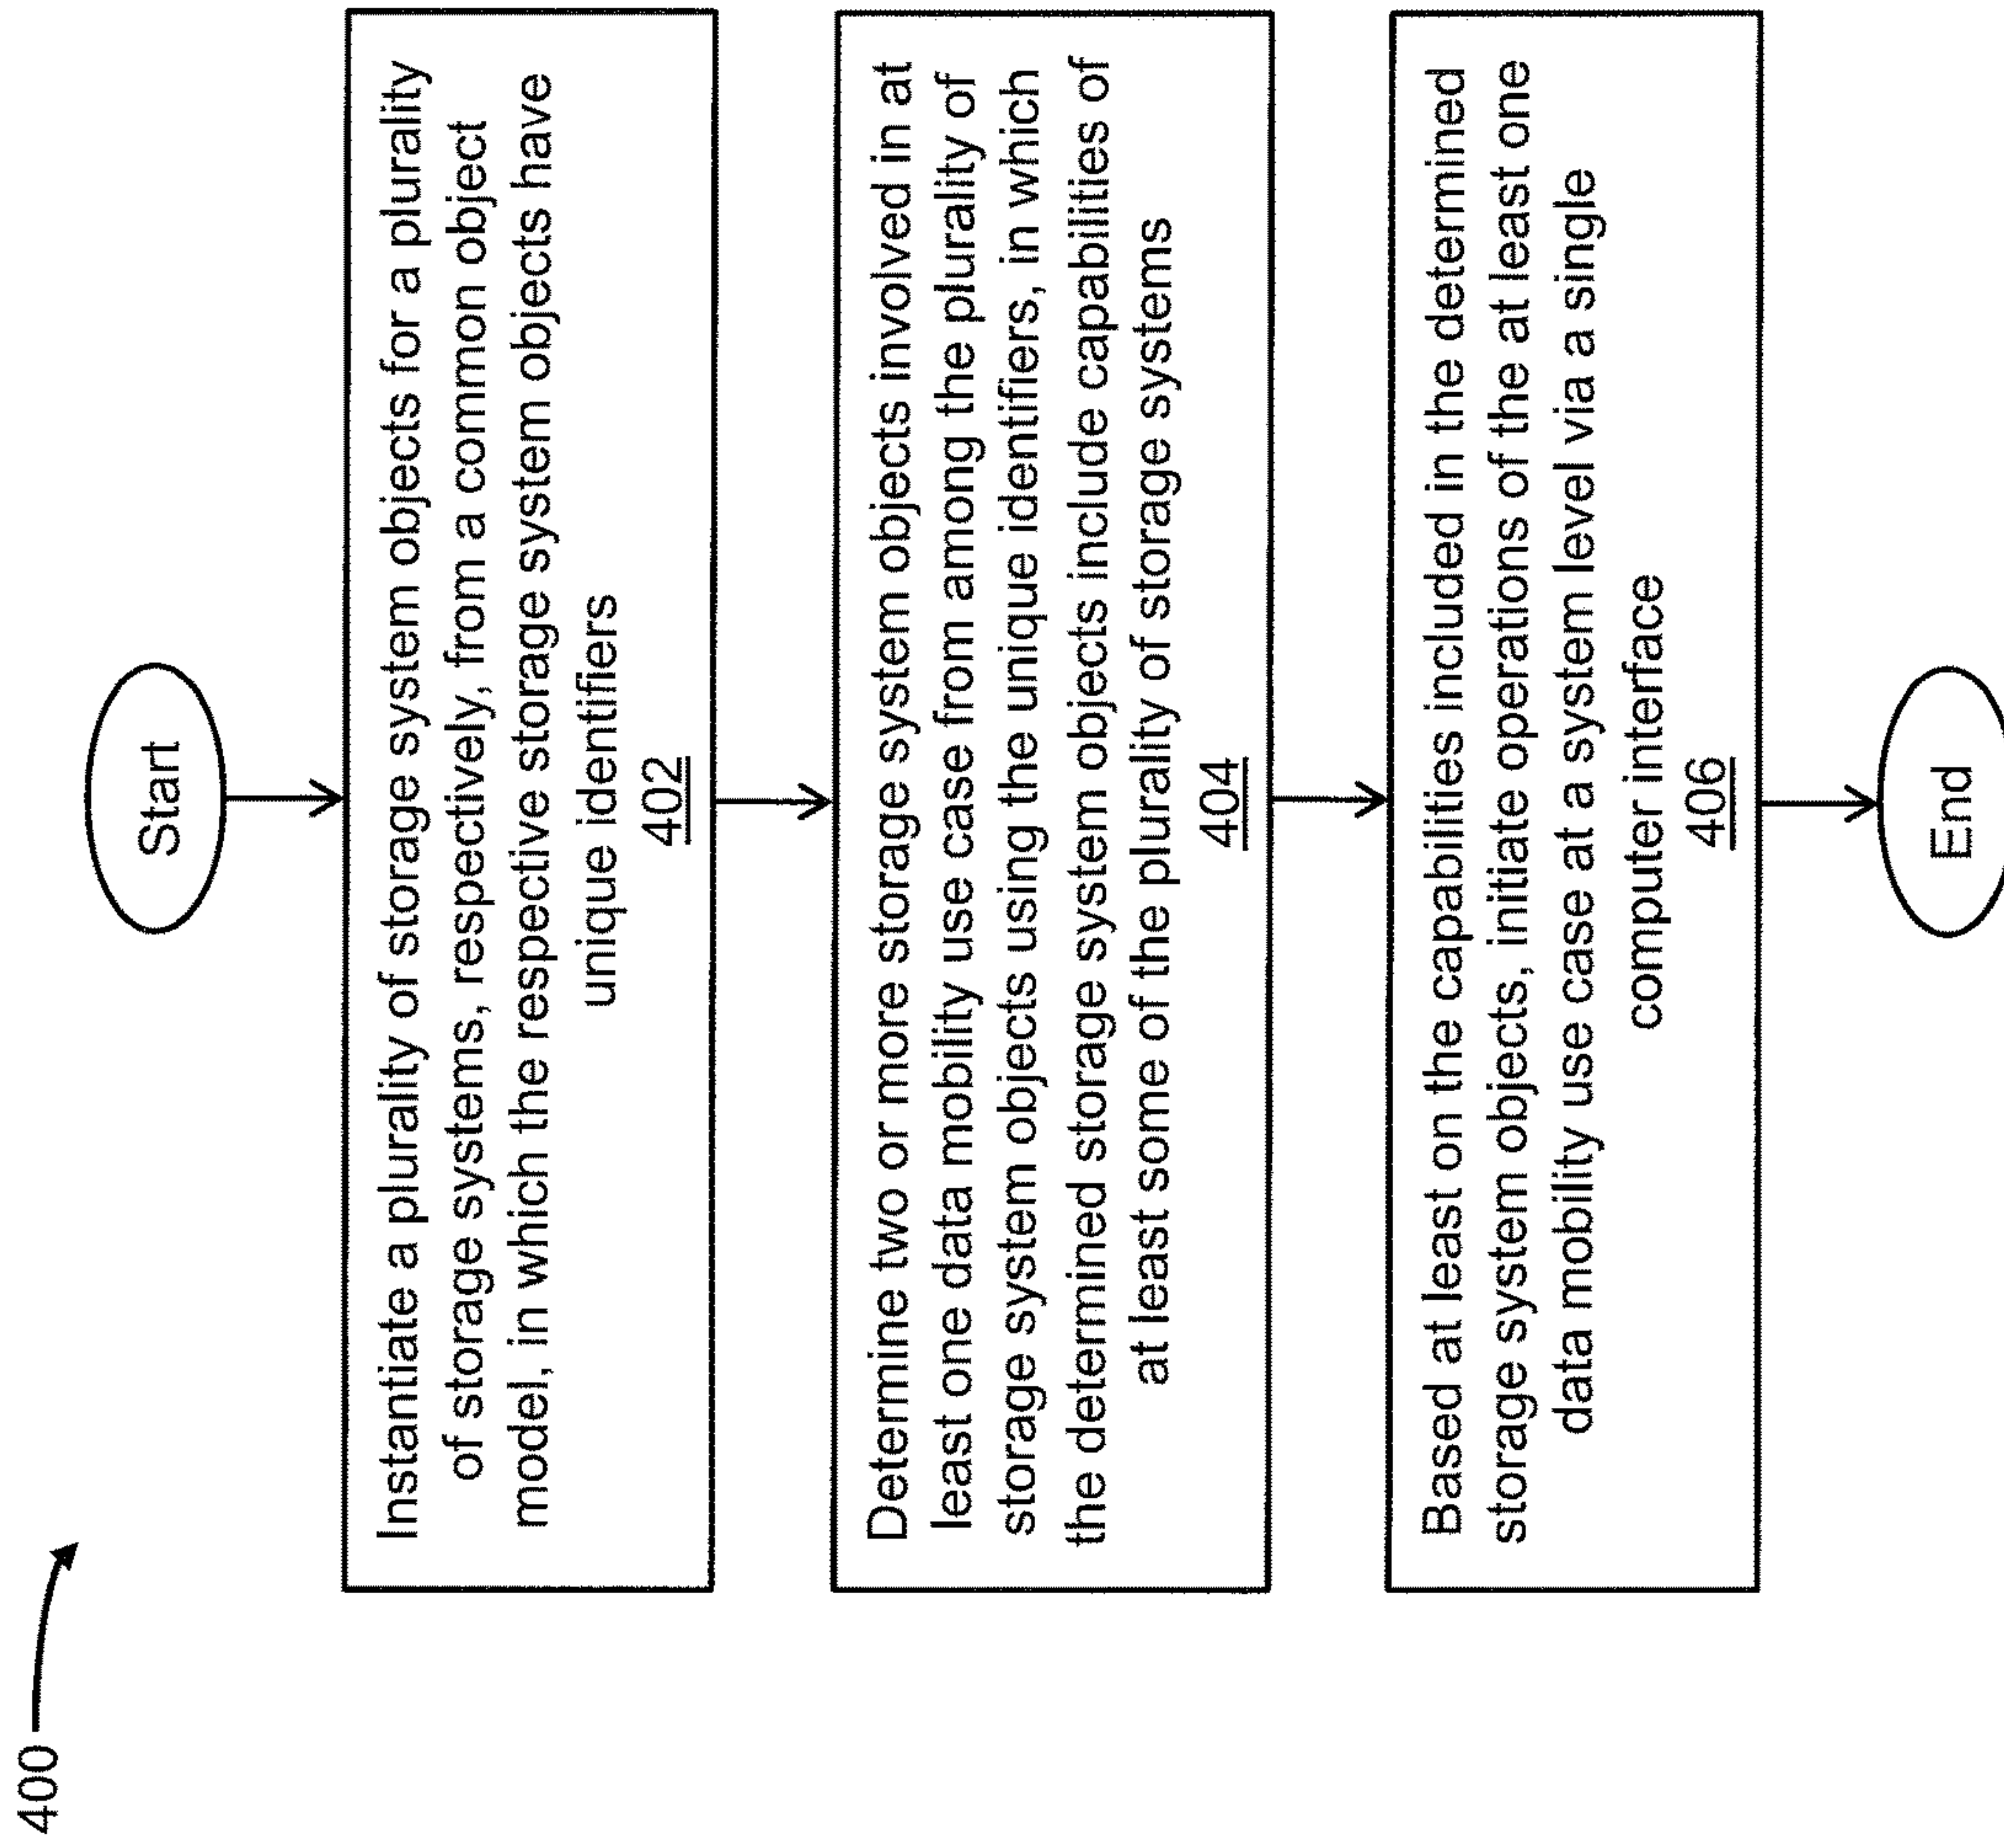 400
Start
Instantiate a plurality of storage system objects for a plurality
of storage systems, respectively, from a common object
model, in which the respective storage system objects have
unique identifiers
402
Determine two or more storage system objects involved in at
least one data mobility use case from among the plurality of
storage system objects using the unique identifiers, in which
the determined storage system objects include capabilities of
at least some of the plurality of storage systems
404
Based at least on the capabilities included in the determined
storage system objects, initiate operations of the at least one
data mobility use case at a system level via a single
computer interface
406
End